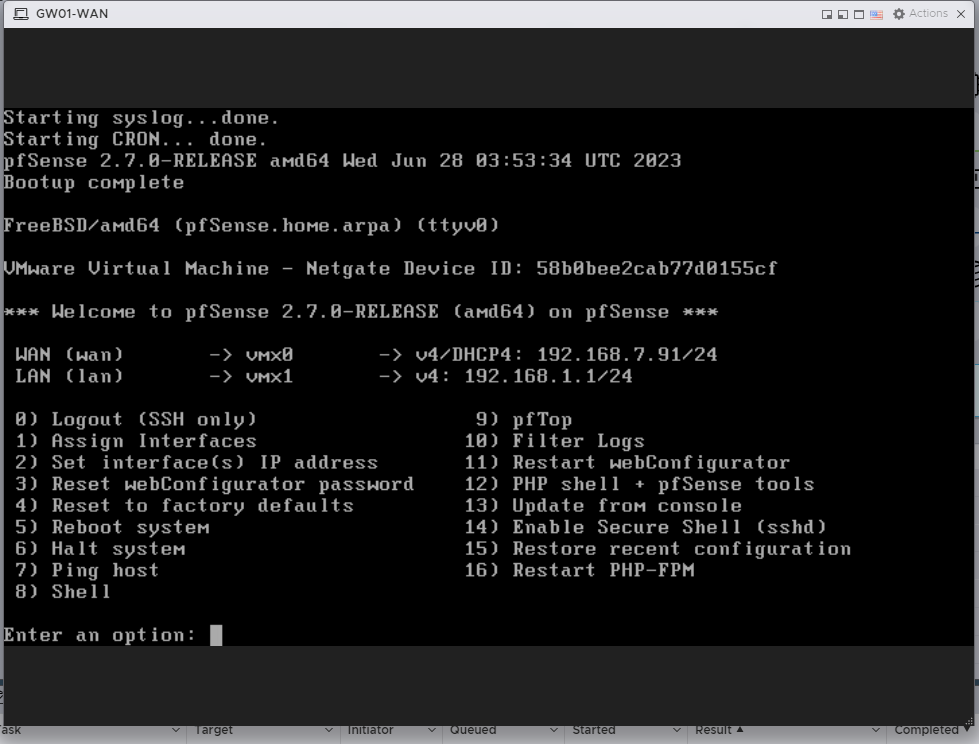 GW01-WAN
Actions
Starting syslog...done.
Starting CRON... done.
pfSense 2.7.0-RELEASE amd64 Wed Jun 28 03:53:34 UTC 2023
Bootup complete
FreeBSD/amd64 (pfSense.home.arpa) (ttyv0)
VMware Virtual Machine - Netgate Device ID: 58b0bee2cab77d0155cf
*** Welcome to pfSense 2.7.0-RELEASE (amd64) on pfSense ***
WAN (wan) -> vmx0 -> v4/DHCP4: 192.168.7.91/24
LAN (lan) -> vmx1 -> v4: 192.168.1.1/24
0) Logout (SSH only) 9) pfTop
1) Assign Interfaces 10) Filter Logs
2) Set interface(s) IP address 11) Restart webConfigurator
3) Reset webConfigurator password 12) PHP shell + pfSense tools
4) Reset to factory defaults 13) Update from console
5) Reboot system 14) Enable Secure Shell (sshd)
6) Halt system 15) Restore recent configuration
7) Ping host 16) Restart PHP-FPM
8) Shell
Enter an option:
ask Target Initiator Queued Started Result Completed